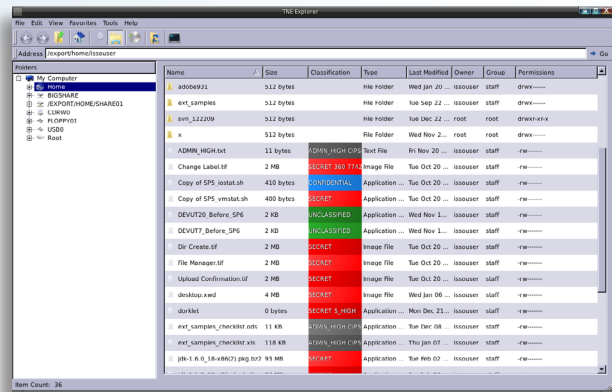 TNE Explorer
File Edit View Favorites Tools Help
Address /export/home/issouser Go
Folders
My Computer
Home
BIGSHARE
/EXPORT/HOME/SHARE01
CDRW0
FLOPPY01
USB0
Root
Name Size Classification Type Last Modified Owner Group Permissions
adobe931 512 bytes File Folder Wed Jan 20 ... issouser staff drwx------
ext_samples 512 bytes File Folder Tue Sep 22 ... issouser staff drwx------
svn_122209 512 bytes File Folder Tue Dec 22 ... root root drwxr-xr-x
x 512 bytes File Folder Wed Nov 2... root root drwx------
ADMIN_HIGH.txt 11 bytes ADMIN_HIGH CIPS Text File Fri Nov 20 ... issouser staff -rw-------
Change Label.tif 2 MB SECRET 360 7742 Image File Tue Oct 20 ... issouser staff -rw-------
Copy of SP5_iostat.sh 410 bytes CONFIDENTIAL Application ... Tue Oct 20 ... issouser staff -rw-------
Copy of SP5_vmstat.sh 400 bytes SECRET Application ... Tue Oct 20 ... issouser staff -rw-------
DEVUT20_Before_SP6 2 KB UNCLASSIFIED Application ... Wed Nov 1... issouser staff -rw-------
DEVUT7_Before_SP6 2 KB UNCLASSIFIED Application ... Wed Nov 1... issouser staff -rw-------
Dir Create.tif 2 MB SECRET Image File Tue Oct 20 ... issouser staff -rw-------
File Manager.tif 2 MB SECRET Image File Tue Oct 20 ... issouser staff -rw-------
Upload Confirmation.tif 2 MB SECRET Image File Tue Oct 20 ... issouser staff -rw-------
desktop.xwd 4 MB SECRET Image File Wed Jan 06 ... issouser staff -rw-------
dorklet 0 bytes SECRET S_HIGH Application ... Mon Dec 21... issouser staff -rw-------
ext_samples_checklist.ods 11 KB ADMIN_HIGH CIPS Application ... Tue Dec 08 ... issouser staff -rw-------
ext_samples_checklist.xls 118 KB ADMIN_HIGH CIPS Application ... Thu Jan 07 ... issouser staff -rw-------
jdk-1.6.0_18-x86(2).pkg.bz2 93 MB SECRET Application ... Tue Feb 02 ... issouser staff -rw-------
Item Count: 36